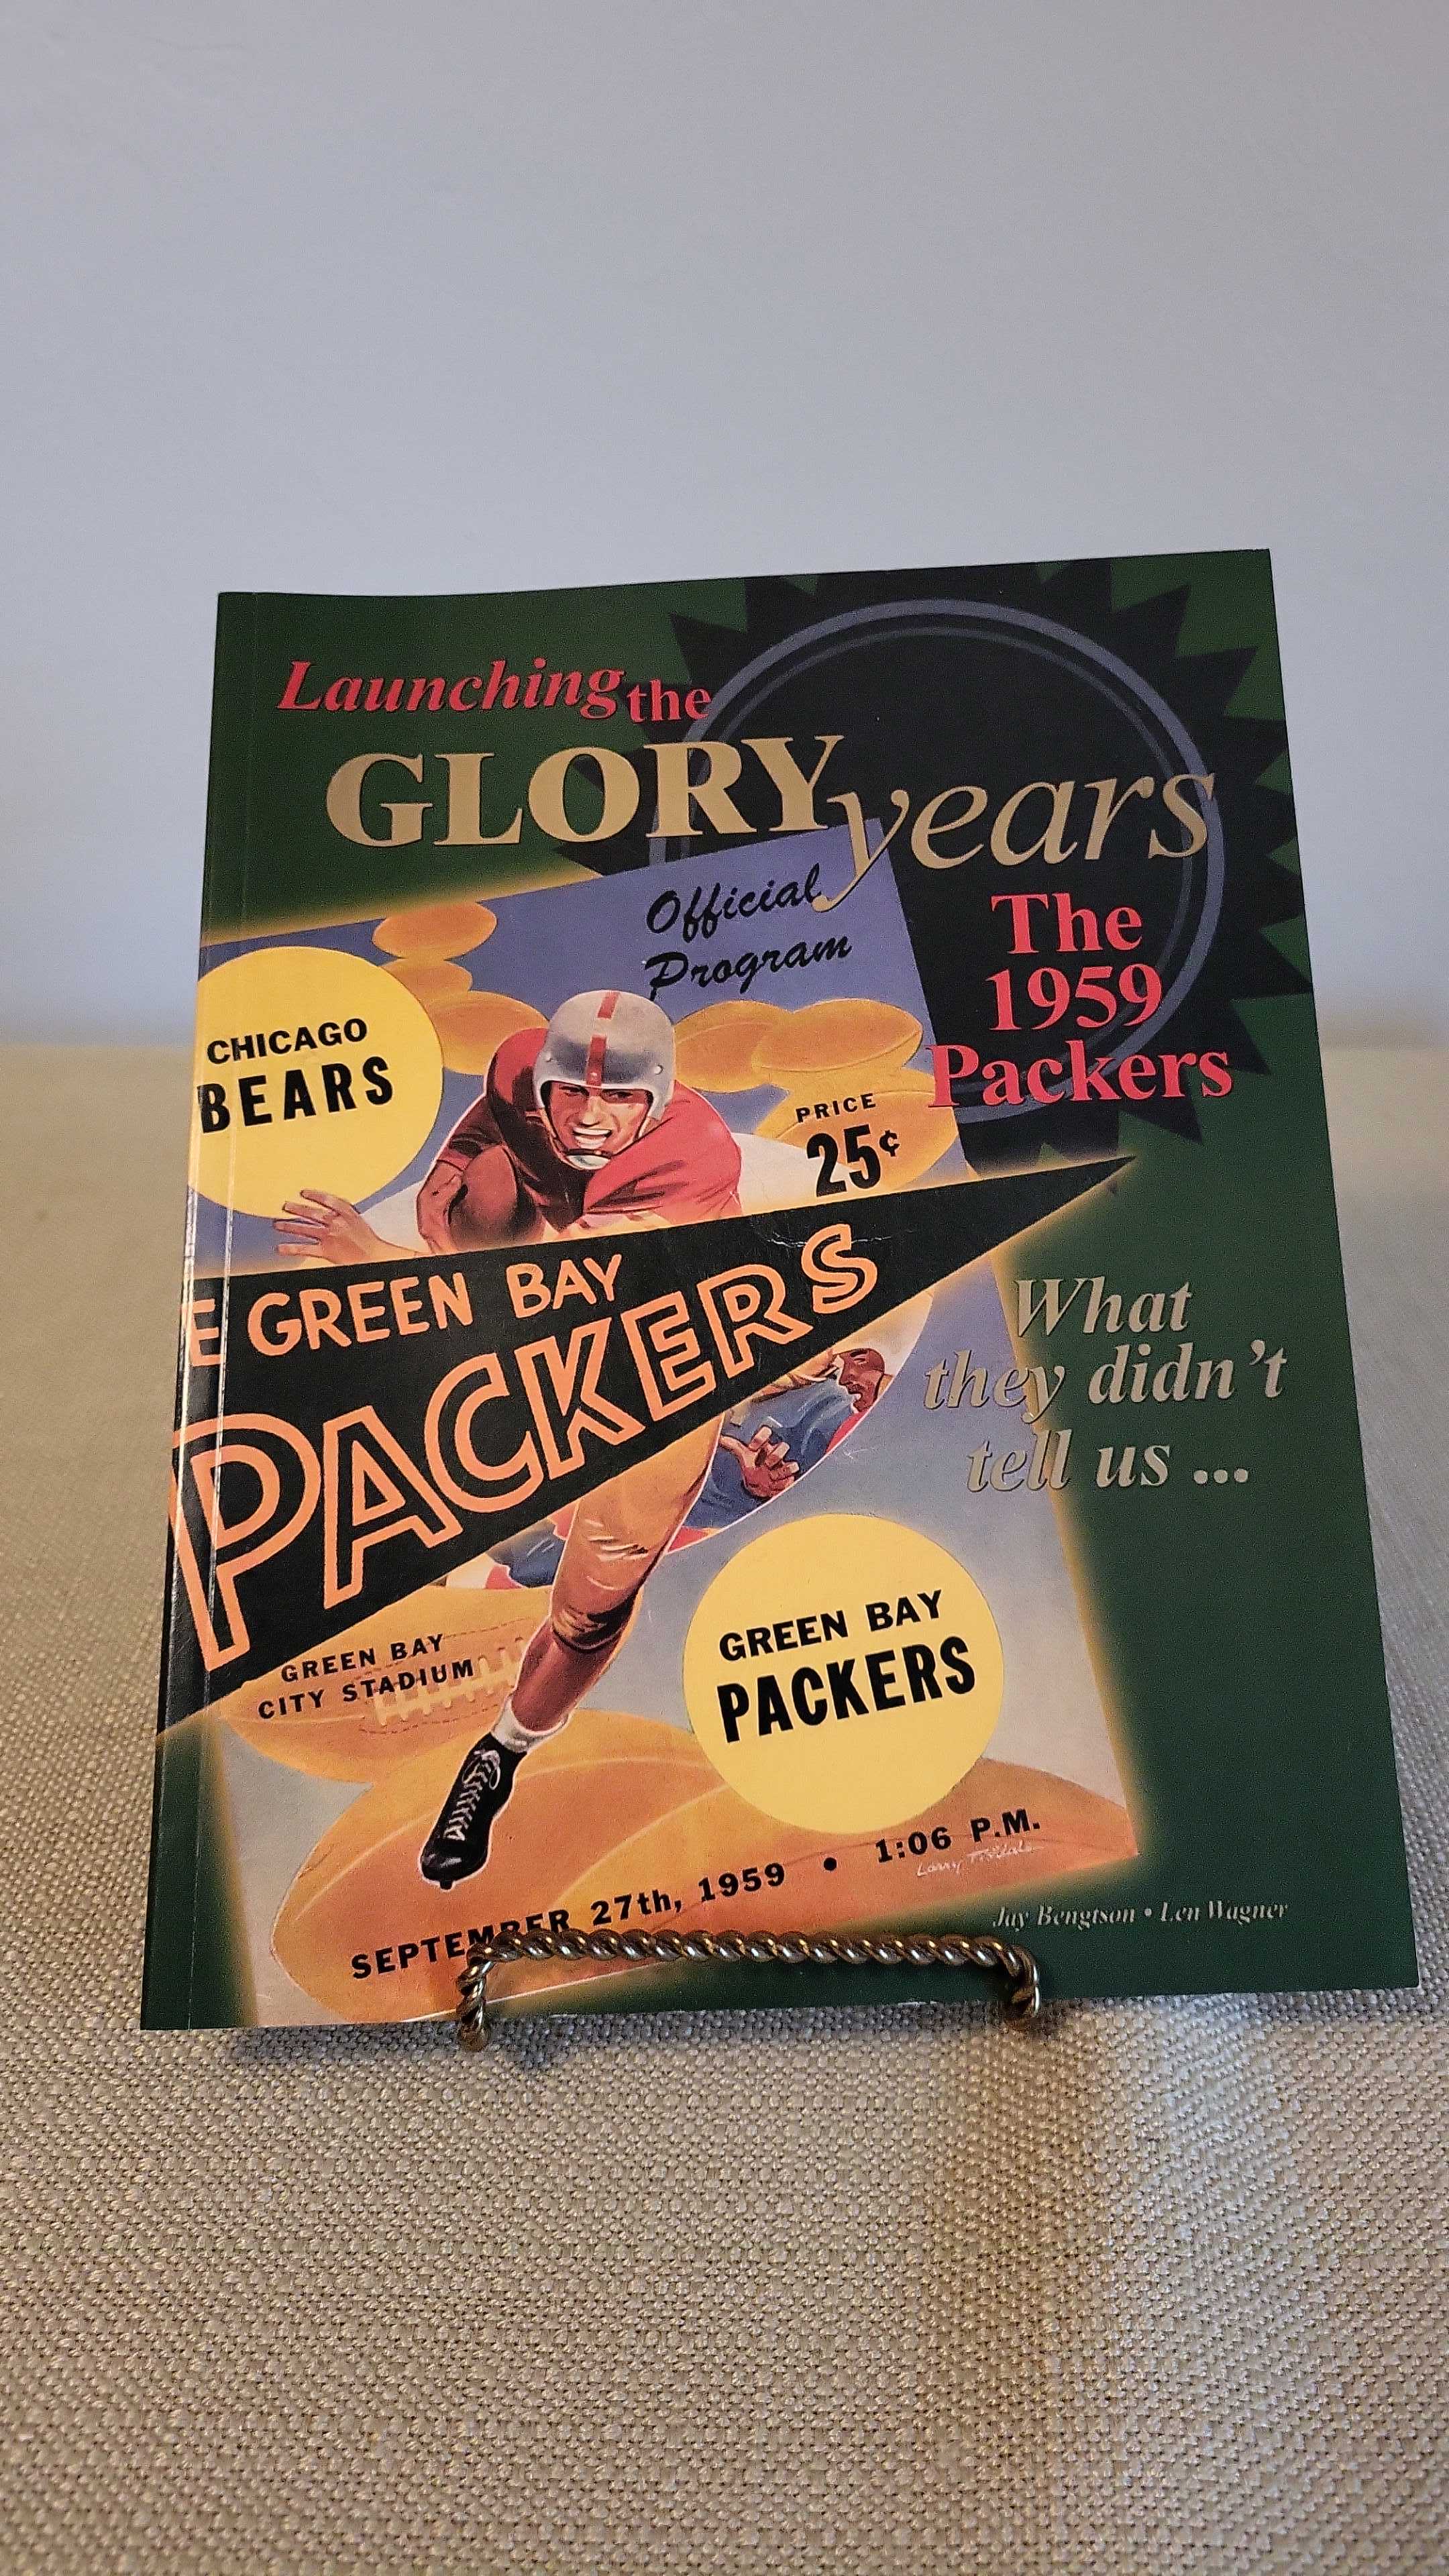 Launching the
GLORY years
Official
Program
The
1959
Packers
CHICAGO
BEARS
PRICE
25¢
E GREEN BAY
PACKERS
What
they didn't
tell us ...
GREEN BAY
CITY STADIUM
GREEN BAY
PACKERS
SEPTEMBER 27th, 1959 • 1:06 P.M.
Larry
Jay Bengtson • Len Wagner